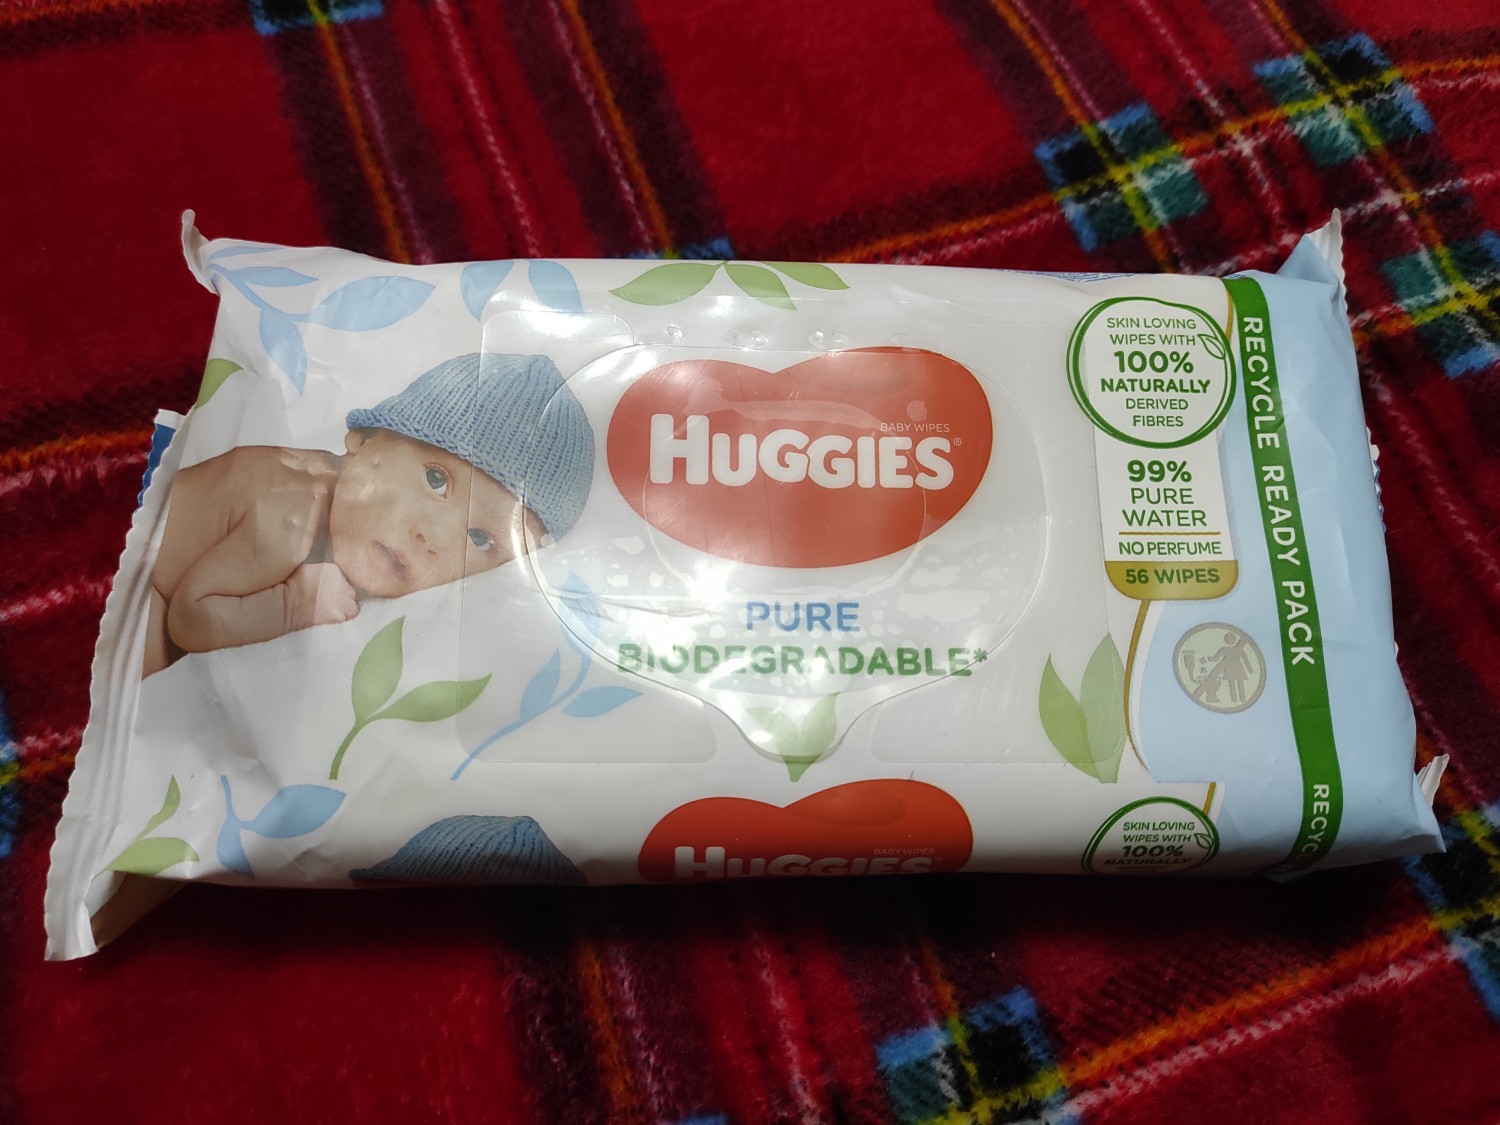 BABY WIPES
HUGGIES®
PURE
BIODEGRADABLE*
SKIN LOVING
WIPES WITH
100%
NATURALLY
DERIVED
FIBRES
99%
PURE
WATER
NO PERFUME
56 WIPES
RECYCLE READY PACK
BABY WIPES
HUGGIES
SKIN LOVING
WIPES WITH
100%
NATURALLY